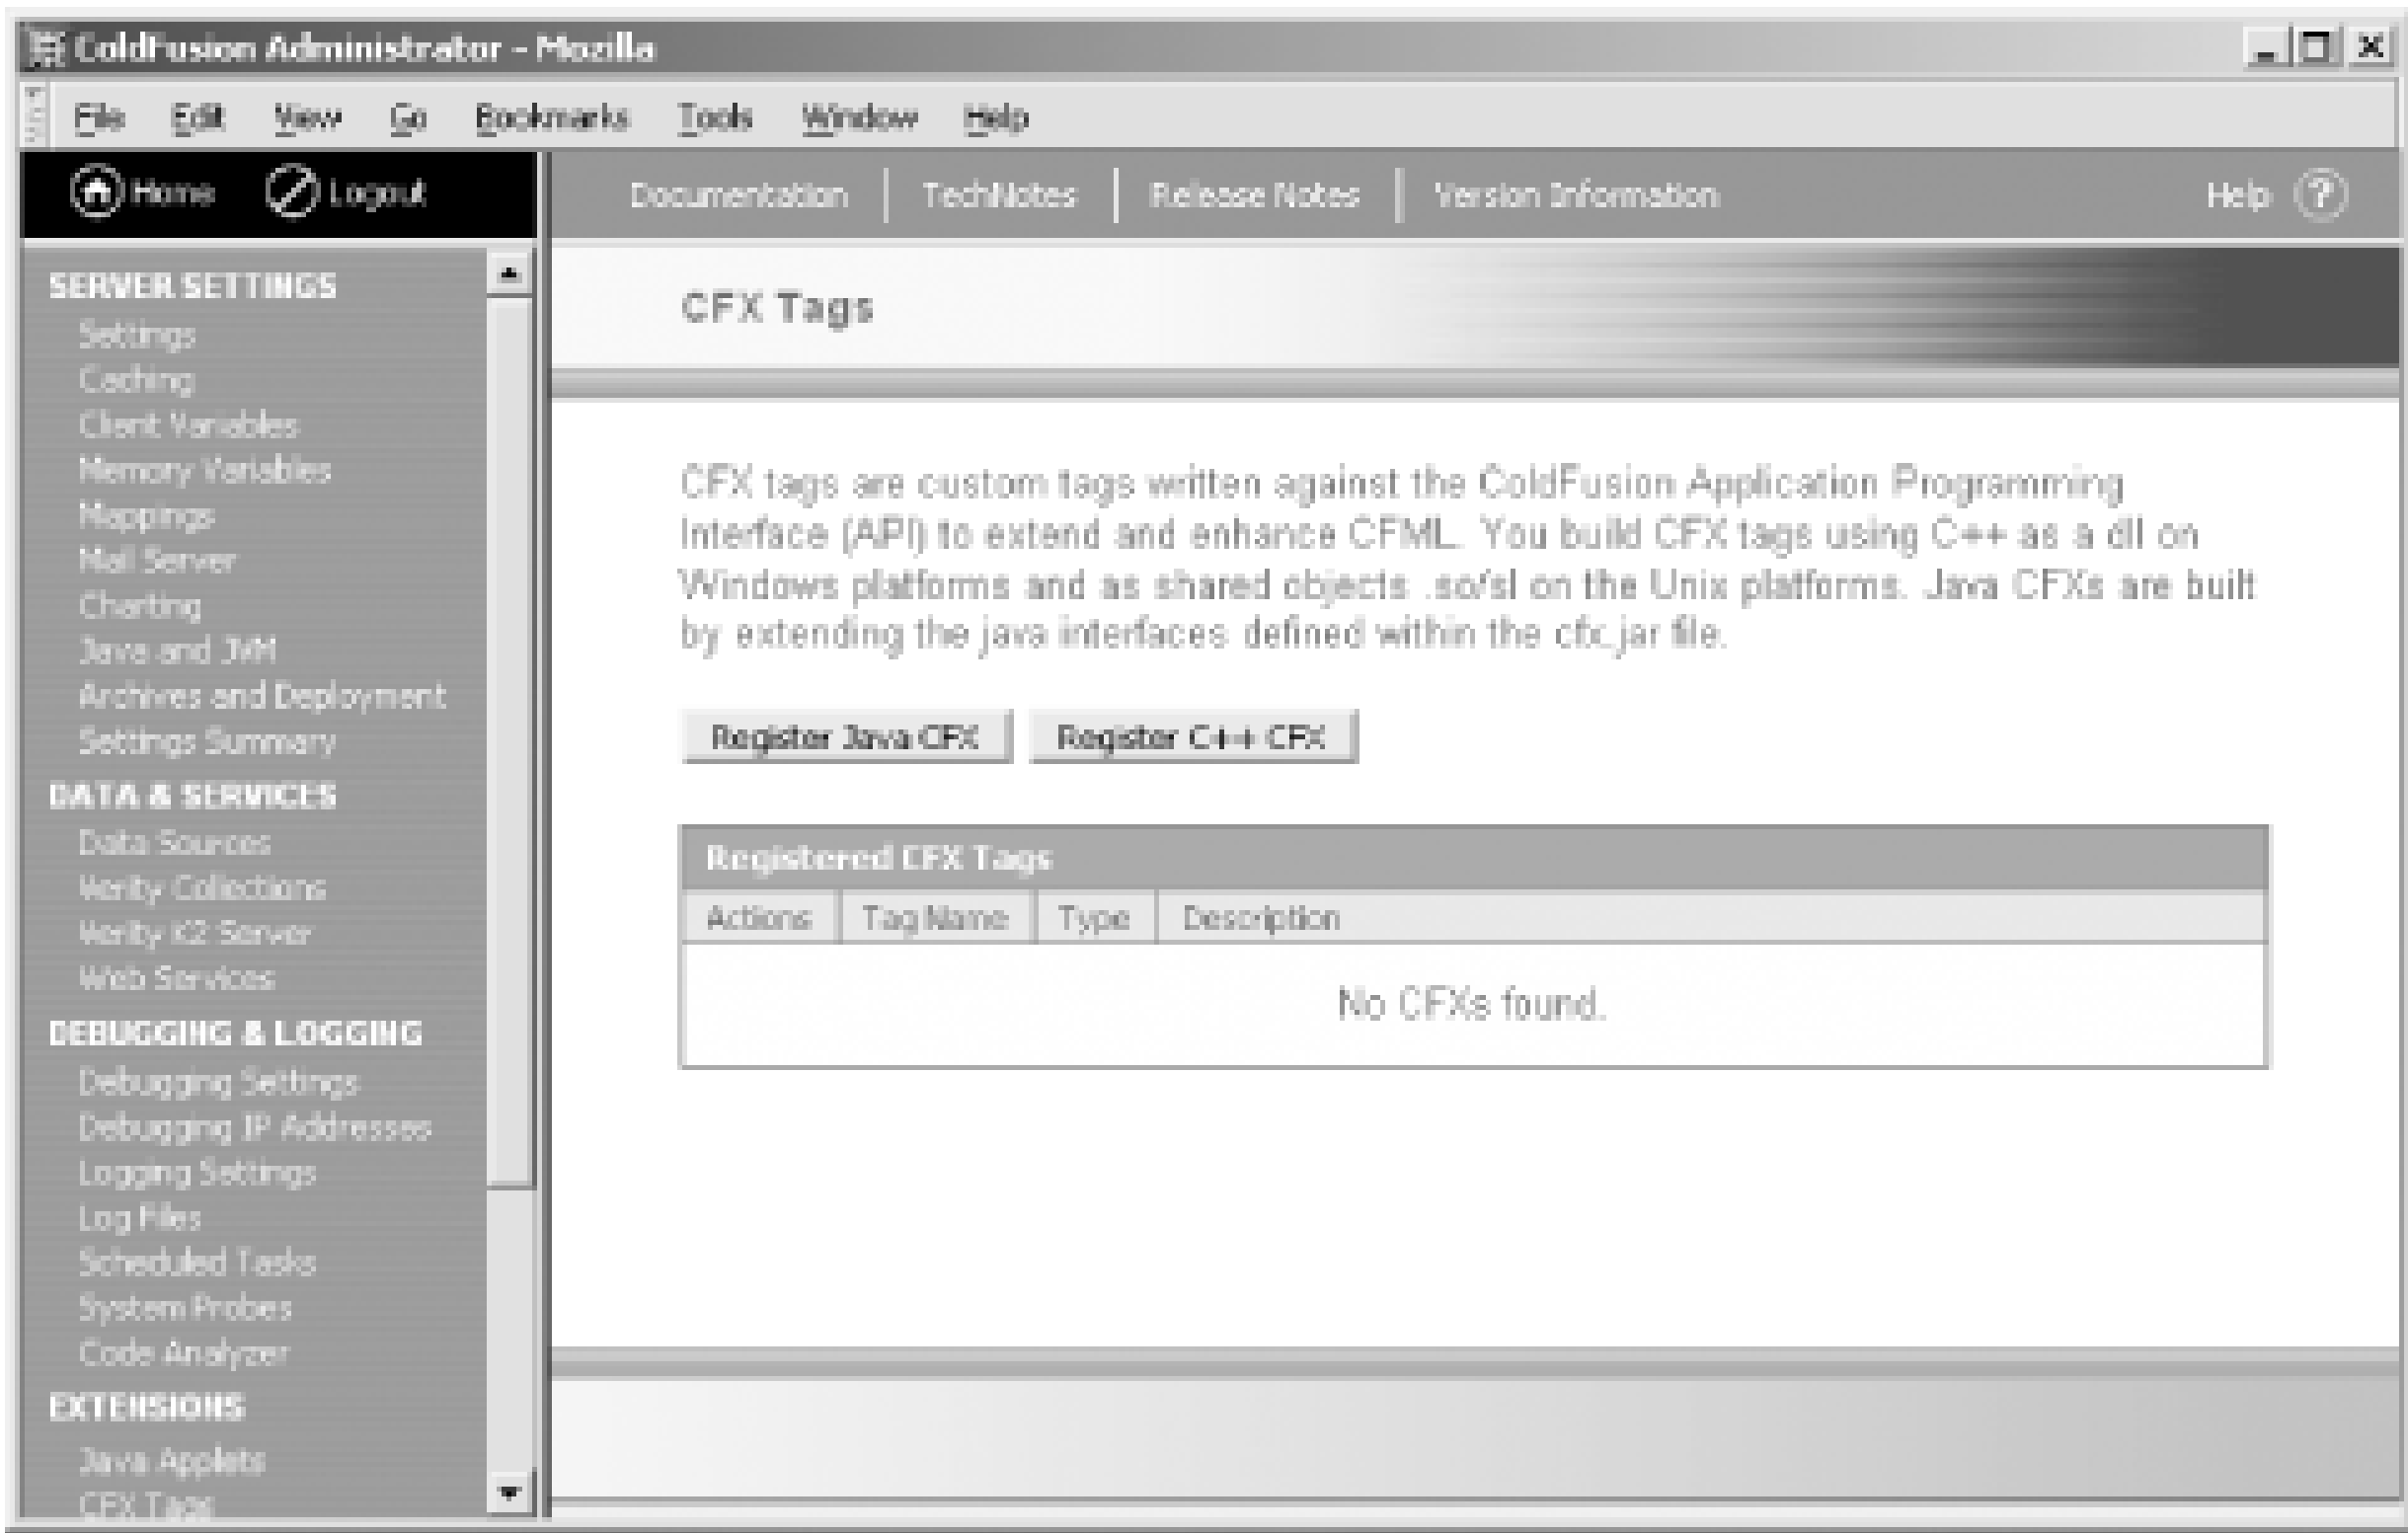 ColdFusion Administrator - Mozilla
File Edit View Go Bookmarks Tools Window Help
Home Logout
Documentation TechNotes Release Notes Version Information Help ?
SERVER SETTINGS
Settings
Caching
Client Variables
Memory Variables
Mappings
Mail Server
Charting
Java and JVM
Archives and Deployment
Settings Summary
DATA & SERVICES
Data Sources
Verity Collections
Verity K2 Server
Web Services
DEBUGGING & LOGGING
Debugging Settings
Debugging IP Addresses
Logging Settings
Log Files
Scheduled Tasks
System Probes
Code Analyzer
EXTENSIONS
Java Applets
CFX Tags
CFX Tags
CFX tags are custom tags written against the ColdFusion Application Programming
Interface (API) to extend and enhance CFML. You build CFX tags using C++ as a dll on
Windows platforms and as shared objects .so/sl on the Unix platforms. Java CFXs are built
by extending the java interfaces defined within the cfx.jar file.
Register Java CFX Register C++ CFX
Registered CFX Tags
Actions Tag Name Type Description
No CFXs found.